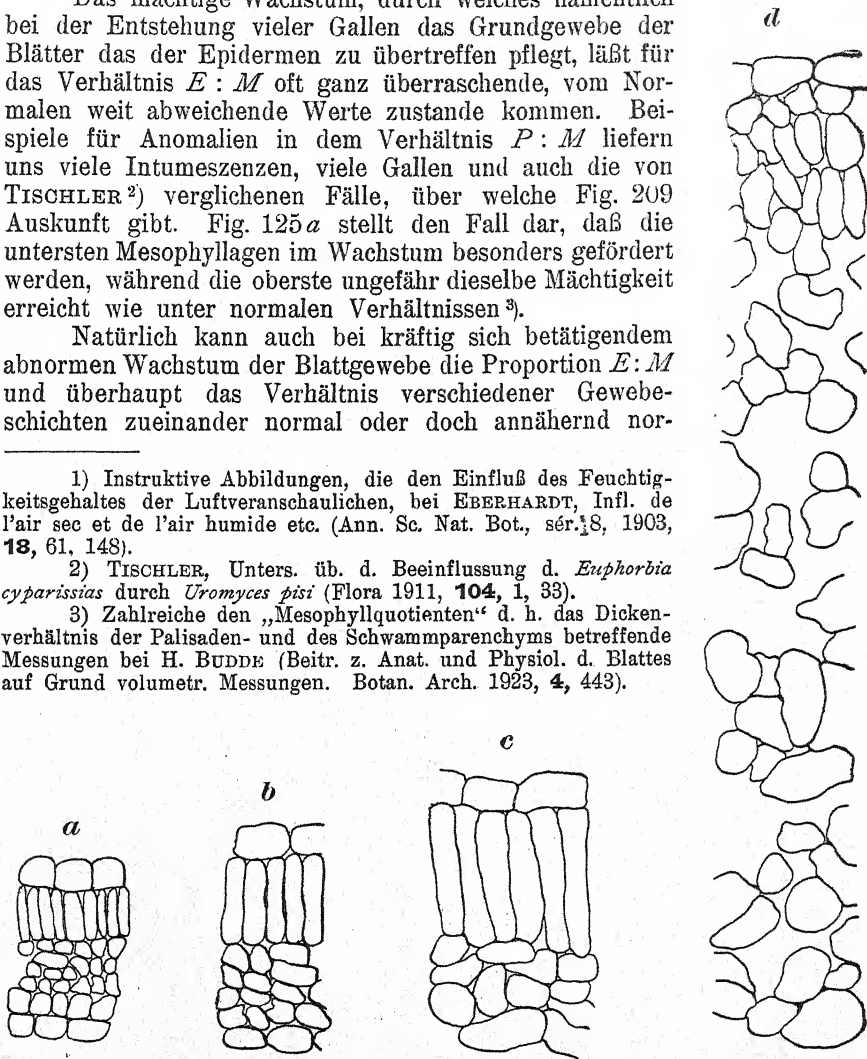 Das mächtige Wachstum, durch welches namentlich
bei der Entstehung vieler Gallen das Grundgewebe der
Blätter das der Epidermen zu übertreffen pflegt, läßt für
das Verhältnis E : M oft ganz überraschende, vom Nor-
malen weit abweichende Werte zustande kommen. Bei-
spiele für Anomalien in dem Verhältnis P : M liefern
uns viele Intumeszenzen, viele Gallen und auch die von
TISCHLER ²) verglichenen Fälle, über welche Fig. 209
Auskunft gibt. Fig. 125 a stellt den Fall dar, daß die
untersten Mesophyllagen im Wachstum besonders gefördert
werden, während die oberste ungefähr dieselbe Mächtigkeit
erreicht wie unter normalen Verhältnissen ³).
Natürlich kann auch bei kräftig sich betätigendem
abnormen Wachstum der Blattgewebe die Proportion E : M
und überhaupt das Verhältnis verschiedener Gewebe-
schichten zueinander normal oder doch annähernd nor-
1) Instruktive Abbildungen, die den Einfluß des Feuchtig-
keitsgehaltes der Luftveranschaulichen, bei EBERHARDT, Infl. de
l'air sec et de l'air humide etc. (Ann. Sc. Nat. Bot., sér. 8, 1903,
18, 61, 148).
2) TISCHLER, Unters. üb. d. Beeinflussung d. Euphorbia
cyparissias durch Uromyces pisi (Flora 1911, 104, 1, 33).
3) Zahlreiche den „Mesophyllquotienten“ d. h. das Dicken-
verhältnis der Palisaden- und des Schwammparenchyms betreffende
Messungen bei H. BUDDE (Beitr. z. Anat. und Physiol. d. Blattes
auf Grund volumetr. Messungen. Botan. Arch. 1923, 4, 443).
a
b
c
d